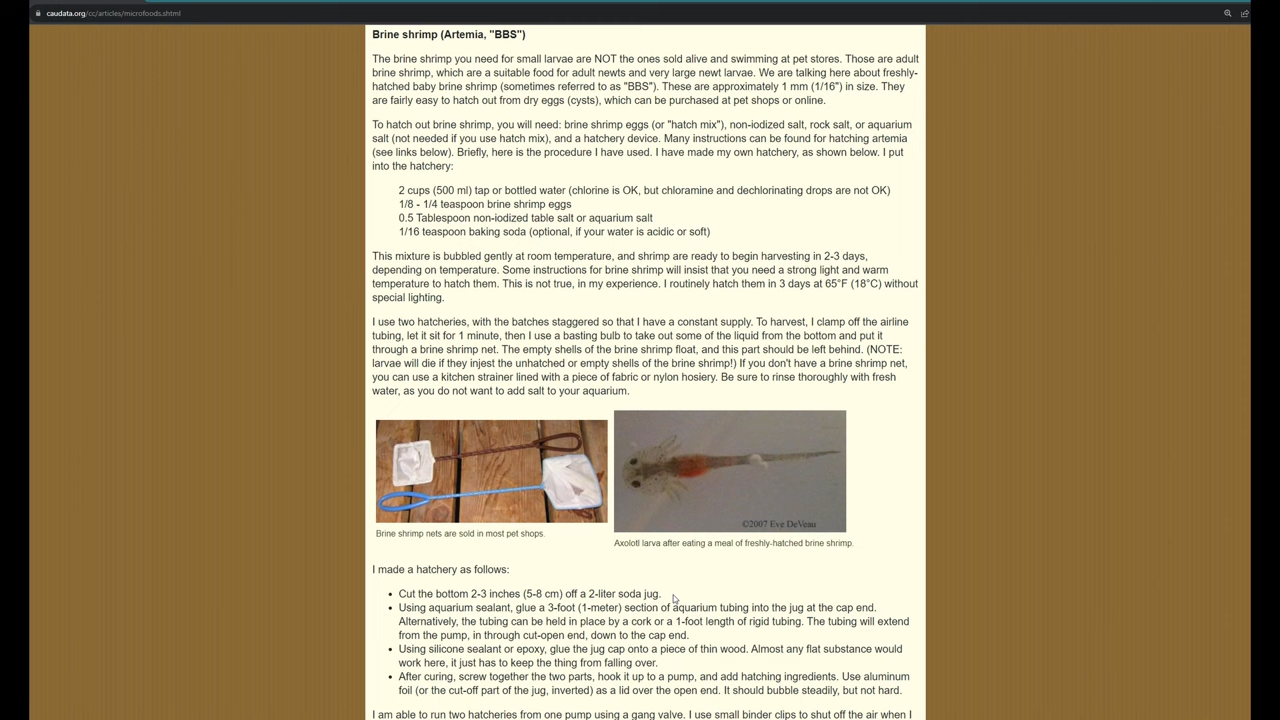 caudata.org/cc/articles/microfoods.shtml
Brine shrimp (Artemia, "BBS")
The brine shrimp you need for small larvae are NOT the ones sold alive and swimming at pet stores. Those are adult
brine shrimp, which are a suitable food for adult newts and very large newt larvae. We are talking here about freshly-
hatched baby brine shrimp (sometimes referred to as "BBS"). These are approximately 1 mm (1/16") in size. They
are fairly easy to hatch out from dry eggs (cysts), which can be purchased at pet shops or online.
To hatch out brine shrimp, you will need: brine shrimp eggs (or "hatch mix"), non-iodized salt, rock salt, or aquarium
salt (not needed if you use hatch mix), and a hatchery device. Many instructions can be found for hatching artemia
(see links below). Briefly, here is the procedure I have used. I have made my own hatchery, as shown below. I put
into the hatchery:
2 cups (500 ml) tap or bottled water (chlorine is OK, but chloramine and dechlorinating drops are not OK)
1/8 - 1/4 teaspoon brine shrimp eggs
0.5 Tablespoon non-iodized table salt or aquarium salt
1/16 teaspoon baking soda (optional, if your water is acidic or soft)
This mixture is bubbled gently at room temperature, and shrimp are ready to begin harvesting in 2-3 days,
depending on temperature. Some instructions for brine shrimp will insist that you need a strong light and warm
temperature to hatch them. This is not true, in my experience. I routinely hatch them in 3 days at 65°F (18°C) without
special lighting.
I use two hatcheries, with the batches staggered so that I have a constant supply. To harvest, I clamp off the airline
tubing, let it sit for 1 minute, then I use a basting bulb to take out some of the liquid from the bottom and put it
through a brine shrimp net. The empty shells of the brine shrimp float, and this part should be left behind. (NOTE:
larvae will die if they injest the unhatched or empty shells of the brine shrimp!) If you don't have a brine shrimp net,
you can use a kitchen strainer lined with a piece of fabric or nylon hosiery. Be sure to rinse thoroughly with fresh
water, as you do not want to add salt to your aquarium.
©2007 Eve DeVeau
Brine shrimp nets are sold in most pet shops.
Axolotl larva after eating a meal of freshly-hatched brine shrimp.
I made a hatchery as follows:
• Cut the bottom 2-3 inches (5-8 cm) off a 2-liter soda jug.
• Using aquarium sealant, glue a 3-foot (1-meter) section of aquarium tubing into the jug at the cap end.
Alternatively, the tubing can be held in place by a cork or a 1-foot length of rigid tubing. The tubing will extend
from the pump, in through cut-open end, down to the cap end.
• Using silicone sealant or epoxy, glue the jug cap onto a piece of thin wood. Almost any flat substance would
work here, it just has to keep the thing from falling over.
• After curing, screw together the two parts, hook it up to a pump, and add hatching ingredients. Use aluminum
foil (or the cut-off part of the jug, inverted) as a lid over the open end. It should bubble steadily, but not hard.
I am able to run two hatcheries from one pump using a gang valve. I use small binder clips to shut off the air when I